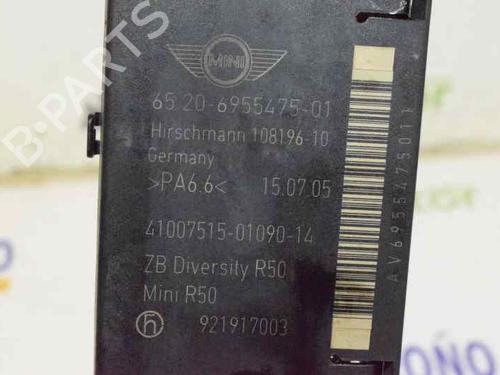 MINI
65.20-6955475-01
Hirschmann 108196-10
Germany
>PA6.6< 15.07.05
41007515-01090-14
ZB Diversity R50
Mini R50
h 921917003
AV6955475011
B-PARTS